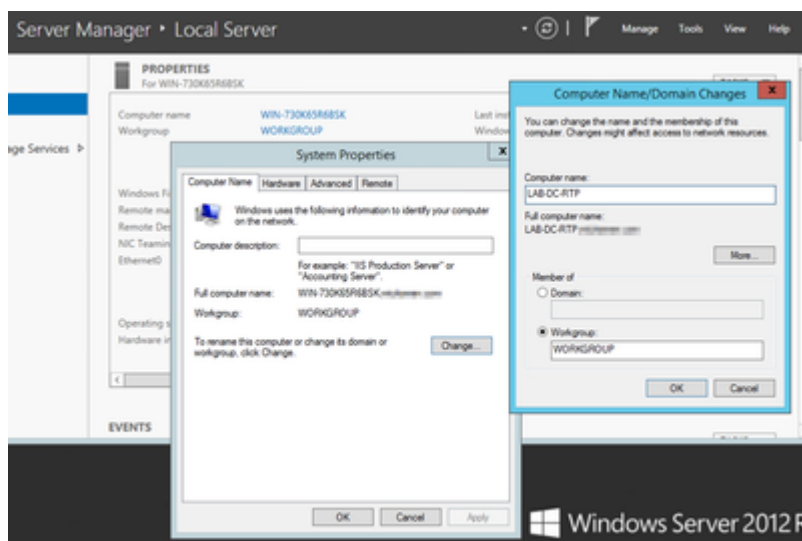 Server Manager ‣ Local Server
Manage Tools View Help
PROPERTIES
For WIN-730K65R6BSK
Computer name WIN-730K65R6BSK
Workgroup WORKGROUP
Last inst
Window
age Services
Windows Fi
Remote ma
Remote Des
NIC Teamin
Ethernet0
Operating s
Hardware in
EVENTS
System Properties
Computer Name Hardware Advanced Remote
Windows uses the following information to identify your computer
on the network.
Computer description:
For example: "IIS Production Server" or
"Accounting Server".
Full computer name: WIN-730K65R6BSK
Workgroup: WORKGROUP
To rename this computer or change its domain or
workgroup, click Change.
Change...
OK Cancel Apply
Computer Name/Domain Changes
You can change the name and the membership of this
computer. Changes might affect access to network resources.
Computer name:
LAB-DC-RTP
Full computer name:
LAB-DC-RTP
More...
Member of
Domain:
Workgroup:
WORKGROUP
OK Cancel
Windows Server 2012 R